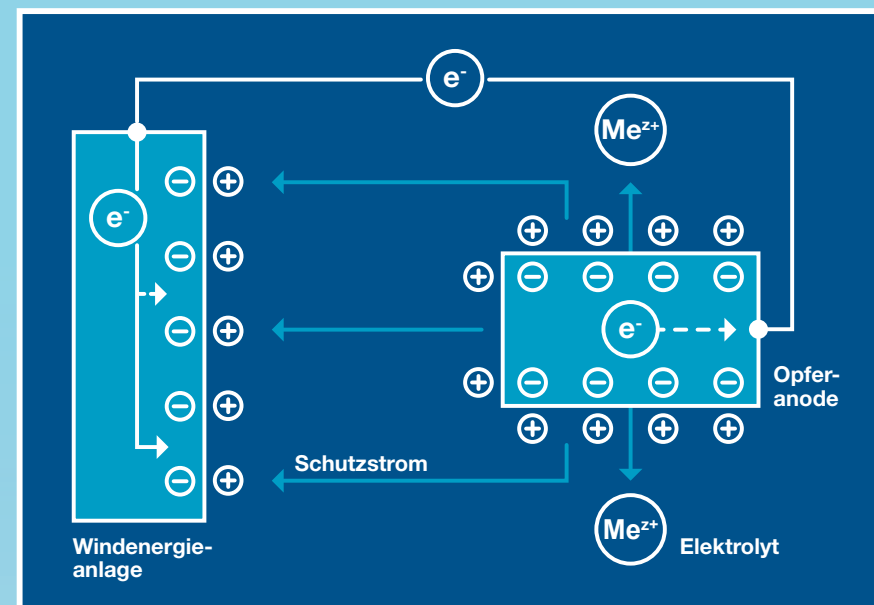 e⁻
Meᶻ⁺
e⁻
e⁻
Opfer-
anode
Schutzstrom
Windenergie-
anlage
Meᶻ⁺
Elektrolyt